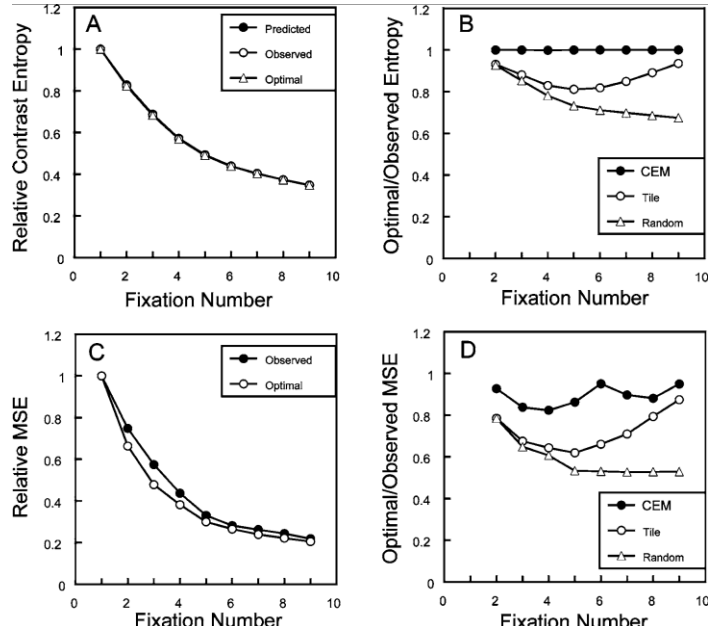 A
Predicted
Observed
Optimal
Relative Contrast Entropy
1.2
1
0.8
0.6
0.4
0.2
0
0 2 4 6 8 10
Fixation Number
B
CEM
Tile
Random
Optimal/Observed Entropy
1.2
1
0.8
0.6
0.4
0.2
0
0 2 4 6 8 10
Fixation Number
C
Observed
Optimal
Relative MSE
1.2
1
0.8
0.6
0.4
0.2
0
0 2 4 6 8 10
Fixation Number
D
CEM
Tile
Random
Optimal/Observed MSE
1.2
1
0.8
0.6
0.4
0.2
0
0 2 4 6 8 10
Fixation Number